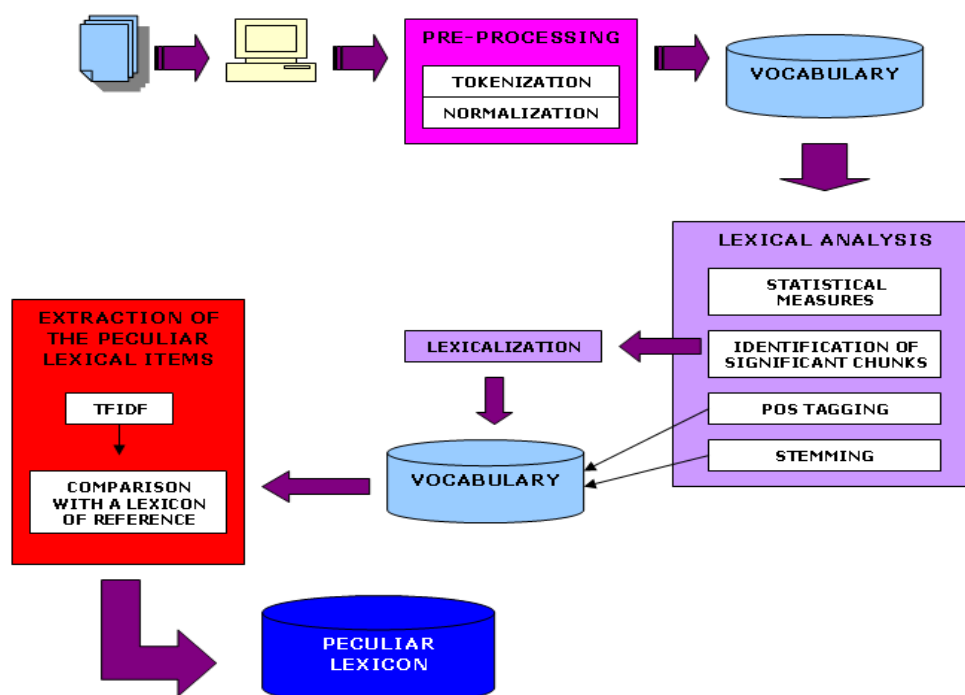 PRE-PROCESSING
TOKENIZATION
NORMALIZATION
VOCABULARY
LEXICAL ANALYSIS
STATISTICAL
MEASURES
IDENTIFICATION OF
SIGNIFICANT CHUNKS
POS TAGGING
STEMMING
LEXICALIZATION
VOCABULARY
EXTRACTION OF
THE PECULIAR
LEXICAL ITEMS
TFIDF
COMPARISON
WITH A LEXICON
OF REFERENCE
PECULIAR
LEXICON